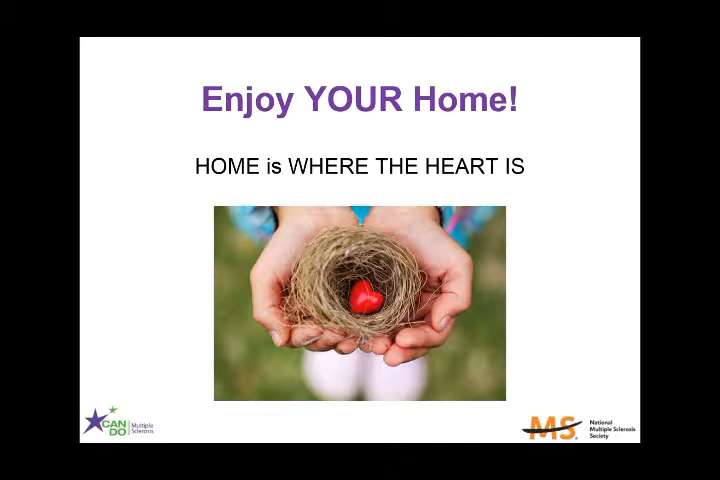 Enjoy YOUR Home!
HOME is WHERE THE HEART IS
CAN DO
Multiple Sclerosis
MS
National
Multiple Sclerosis
Society